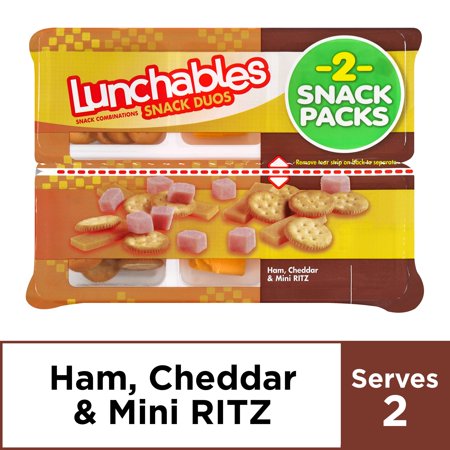 Lunchables
SNACK COMBINATIONS SNACK DUOS
-2-
SNACK
PACKS
Remove tear strip on back to separate
Ham, Cheddar
& Mini RITZ
Ham, Cheddar
& Mini RITZ
Serves
2